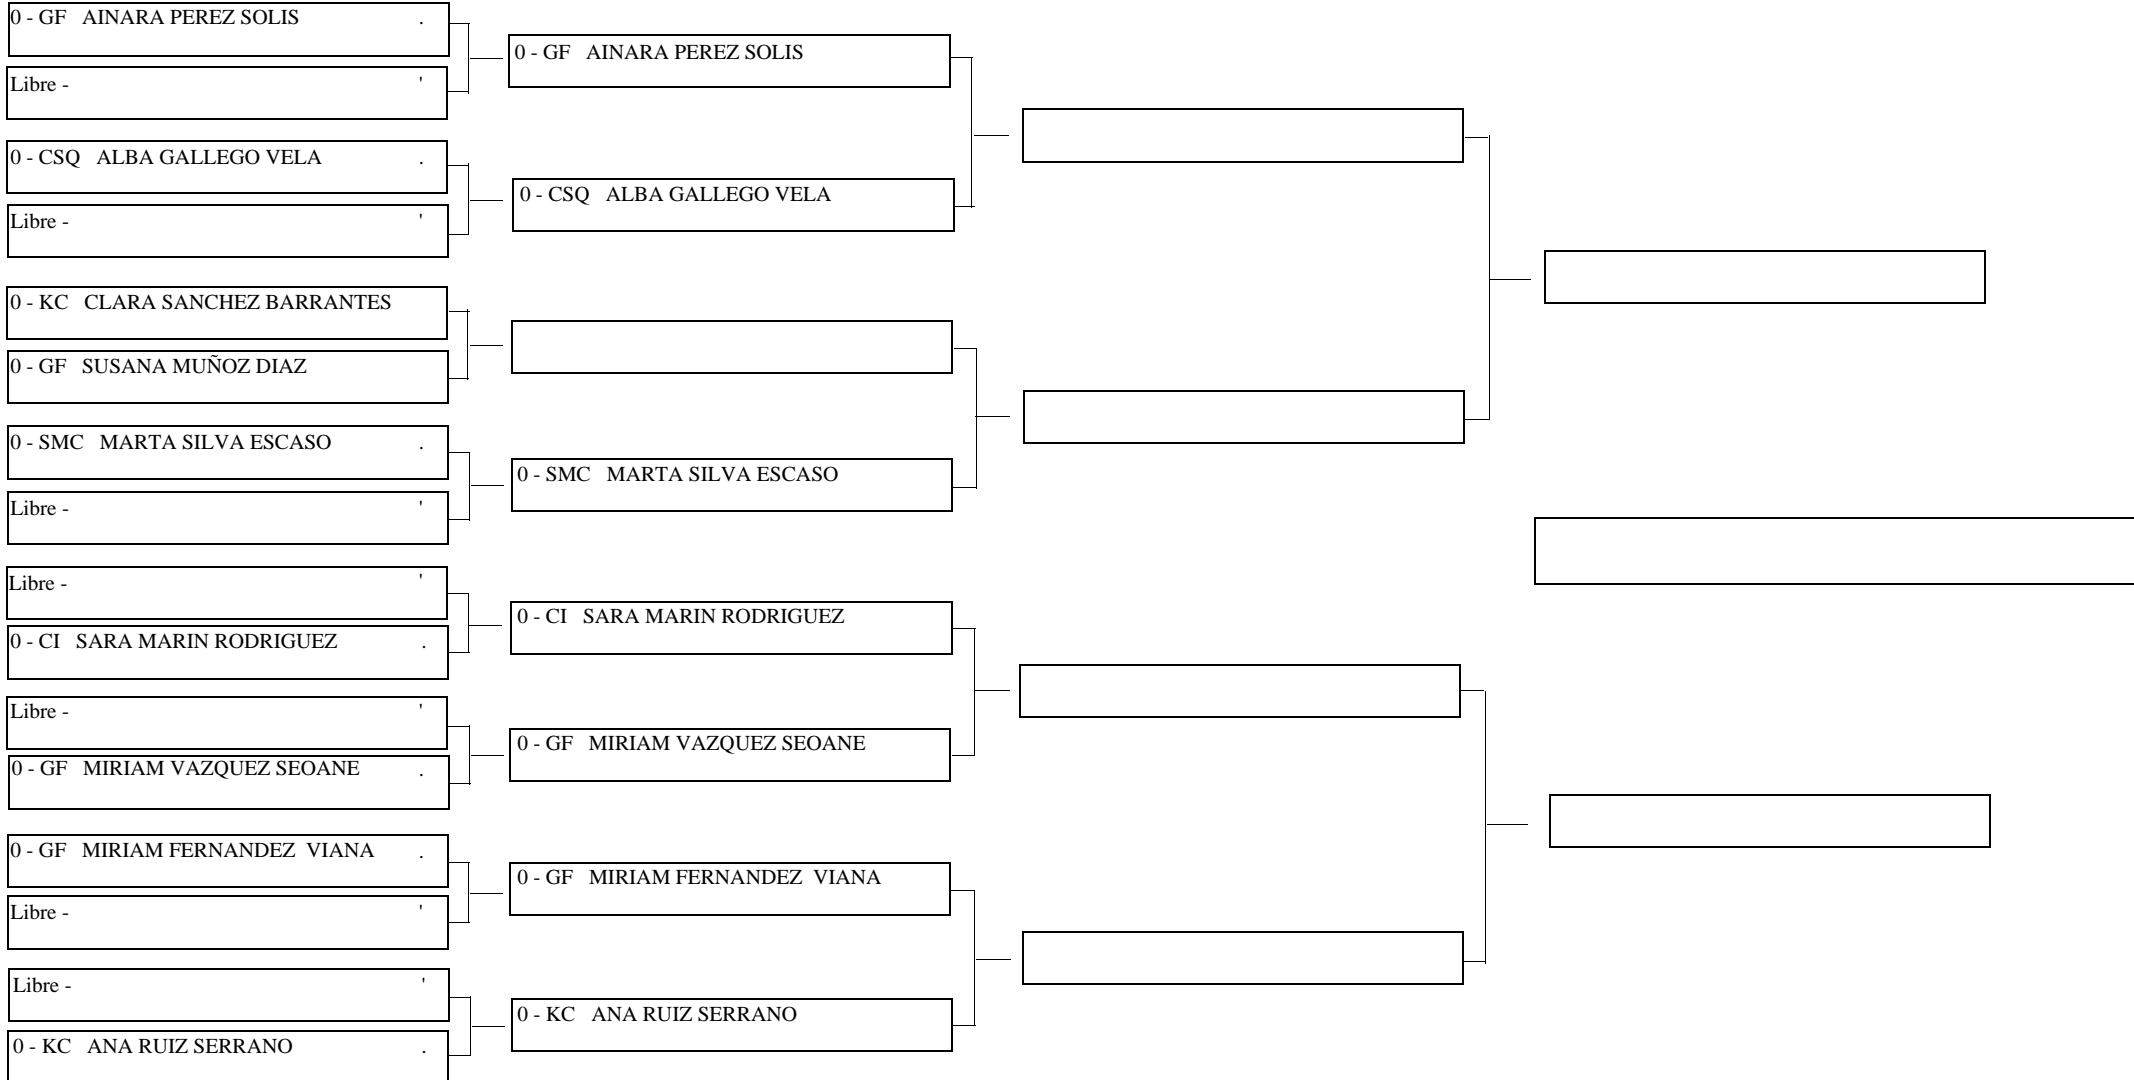 0 - GF   AINARA PEREZ SOLIS   .
Libre -   '
0 - CSQ   ALBA GALLEGO VELA   .
Libre -   '
0 - KC   CLARA SANCHEZ BARRANTES
0 - GF   SUSANA MUÑOZ DIAZ
0 - SMC   MARTA SILVA ESCASO   .
Libre -   '
Libre -   '
0 - CI   SARA MARIN RODRIGUEZ   .
Libre -   '
0 - GF   MIRIAM VAZQUEZ SEOANE   .
0 - GF   MIRIAM FERNANDEZ  VIANA   .
Libre -   '
Libre -   '
0 - KC   ANA RUIZ SERRANO   .
0 - GF   AINARA PEREZ SOLIS
0 - CSQ   ALBA GALLEGO VELA
0 - SMC   MARTA SILVA ESCASO
0 - CI   SARA MARIN RODRIGUEZ
0 - GF   MIRIAM VAZQUEZ SEOANE
0 - GF   MIRIAM FERNANDEZ  VIANA
0 - KC   ANA RUIZ SERRANO